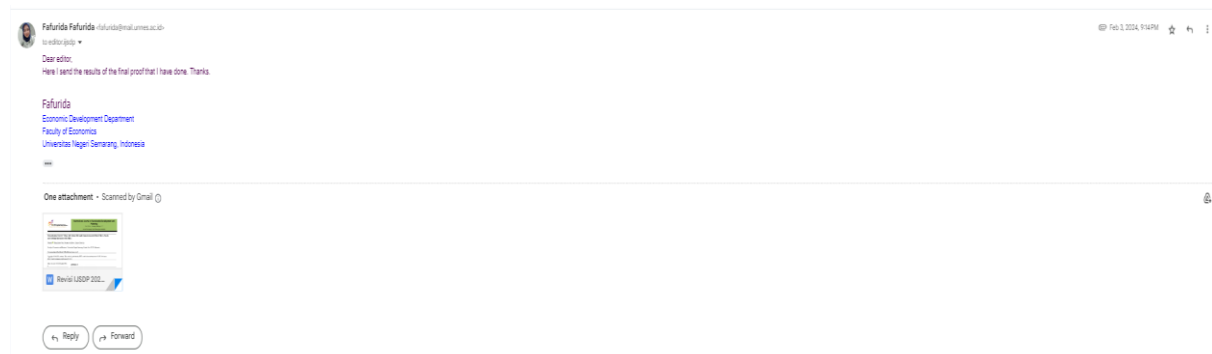 Fafurida Fafurida <fafurida@mail.unnes.ac.id>
Feb 3, 2024, 9:14 PM
to editor.ijsdp
Dear editor,
Here I send the results of the final proof that I have done. Thanks.
Fafurida
Economic Development Department
Faculty of Economics
Universitas Negeri Semarang, Indonesia
One attachment • Scanned by Gmail
W Revisi IJSDP 202...
Reply
Forward